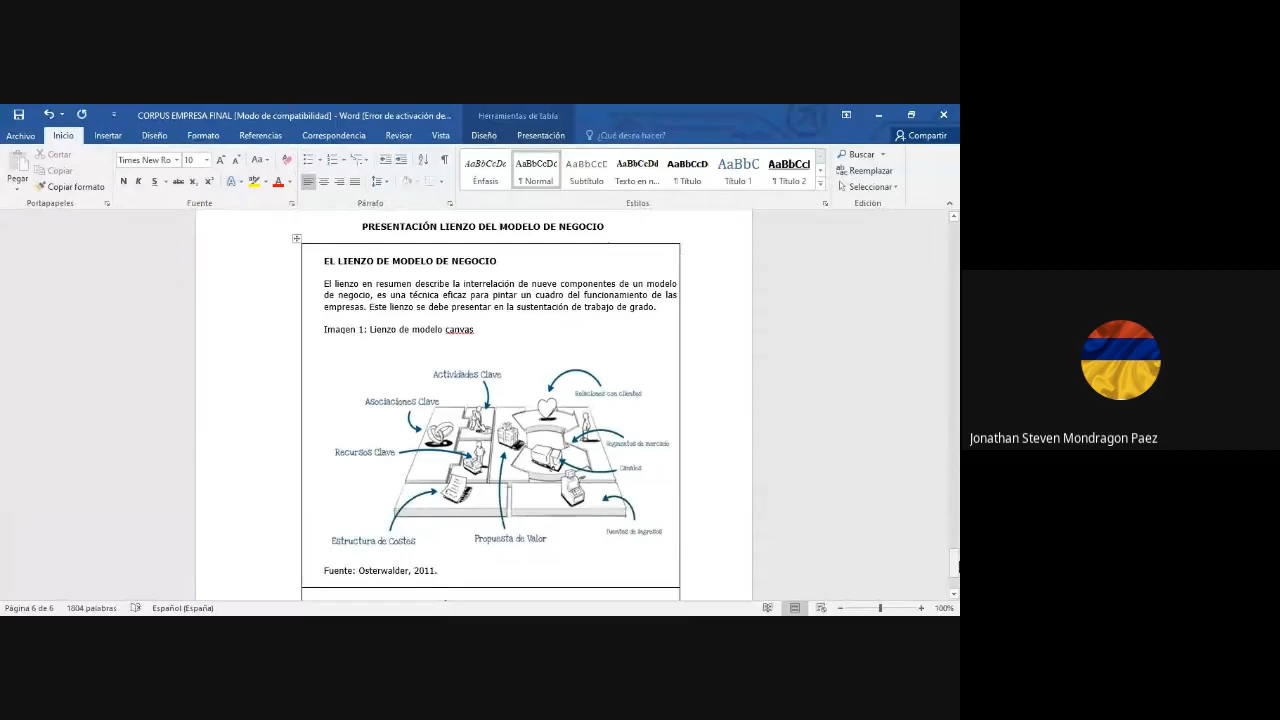 CORPUS EMPRESA FINAL [Modo de compatibilidad] - Word (Error de activación de...
Herramientas de tabla
Archivo Inicio Insertar Diseño Formato Referencias Correspondencia Revisar Vista Diseño Presentación ¿Qué desea hacer? Compartir
Pegar
Cortar
Copiar
Copiar formato
Portapapeles
Times New Ro 10
Fuente
Párrafo
AaBbCcDc AaBbCcDc AaBbCcD AaBbCcDd AaBbCcD AaBbC AaBbCcI
Énfasis ¶ Normal Subtítulo Texto en n... ¶ Título Título 1 ¶ Título 2
Estilos
Buscar
Reemplazar
Seleccionar
Edición
PRESENTACIÓN LIENZO DEL MODELO DE NEGOCIO
EL LIENZO DE MODELO DE NEGOCIO
El lienzo en resumen describe la interrelación de nueve componentes de un modelo
de negocio, es una técnica eficaz para pintar un cuadro del funcionamiento de las
empresas. Este lienzo se debe presentar en la sustentación de trabajo de grado.
Imagen 1: Lienzo de modelo canvas
Actividades Clave
Relaciones con clientes
Asociaciones Clave
Segmentos de mercado
Recursos Clave
Canales
Fuentes de ingresos
Estructura de Costes
Propuesta de Valor
Fuente: Osterwalder, 2011.
Página 6 de 6 1804 palabras Español (España) 100%
Jonathan Steven Mondragon Paez